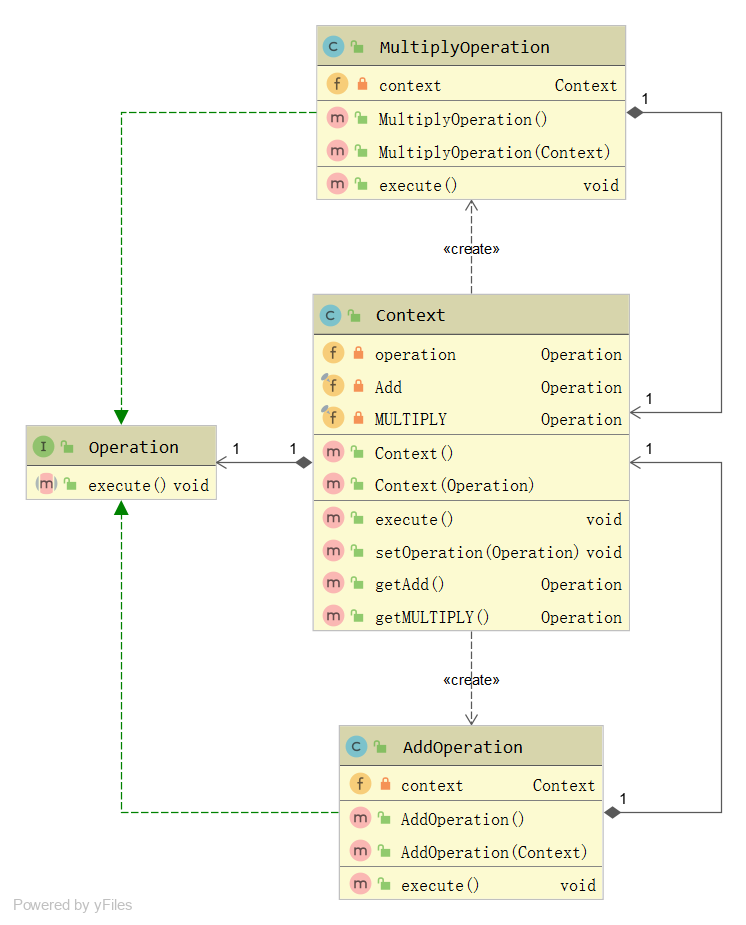 C MultiplyOperation
f context Context
1
m MultiplyOperation()
m MultiplyOperation(Context)
m execute() void
«create»
C Context
f operation Operation
f Add Operation
1
f MULTIPLY Operation
I Operation
1
1
m Context()
1
m execute() void
m Context(Operation)
m execute() void
m setOperation(Operation) void
m getAdd() Operation
m getMULTIPLY() Operation
«create»
C AddOperation
f context Context
1
m AddOperation()
m AddOperation(Context)
m execute() void
Powered by yFiles